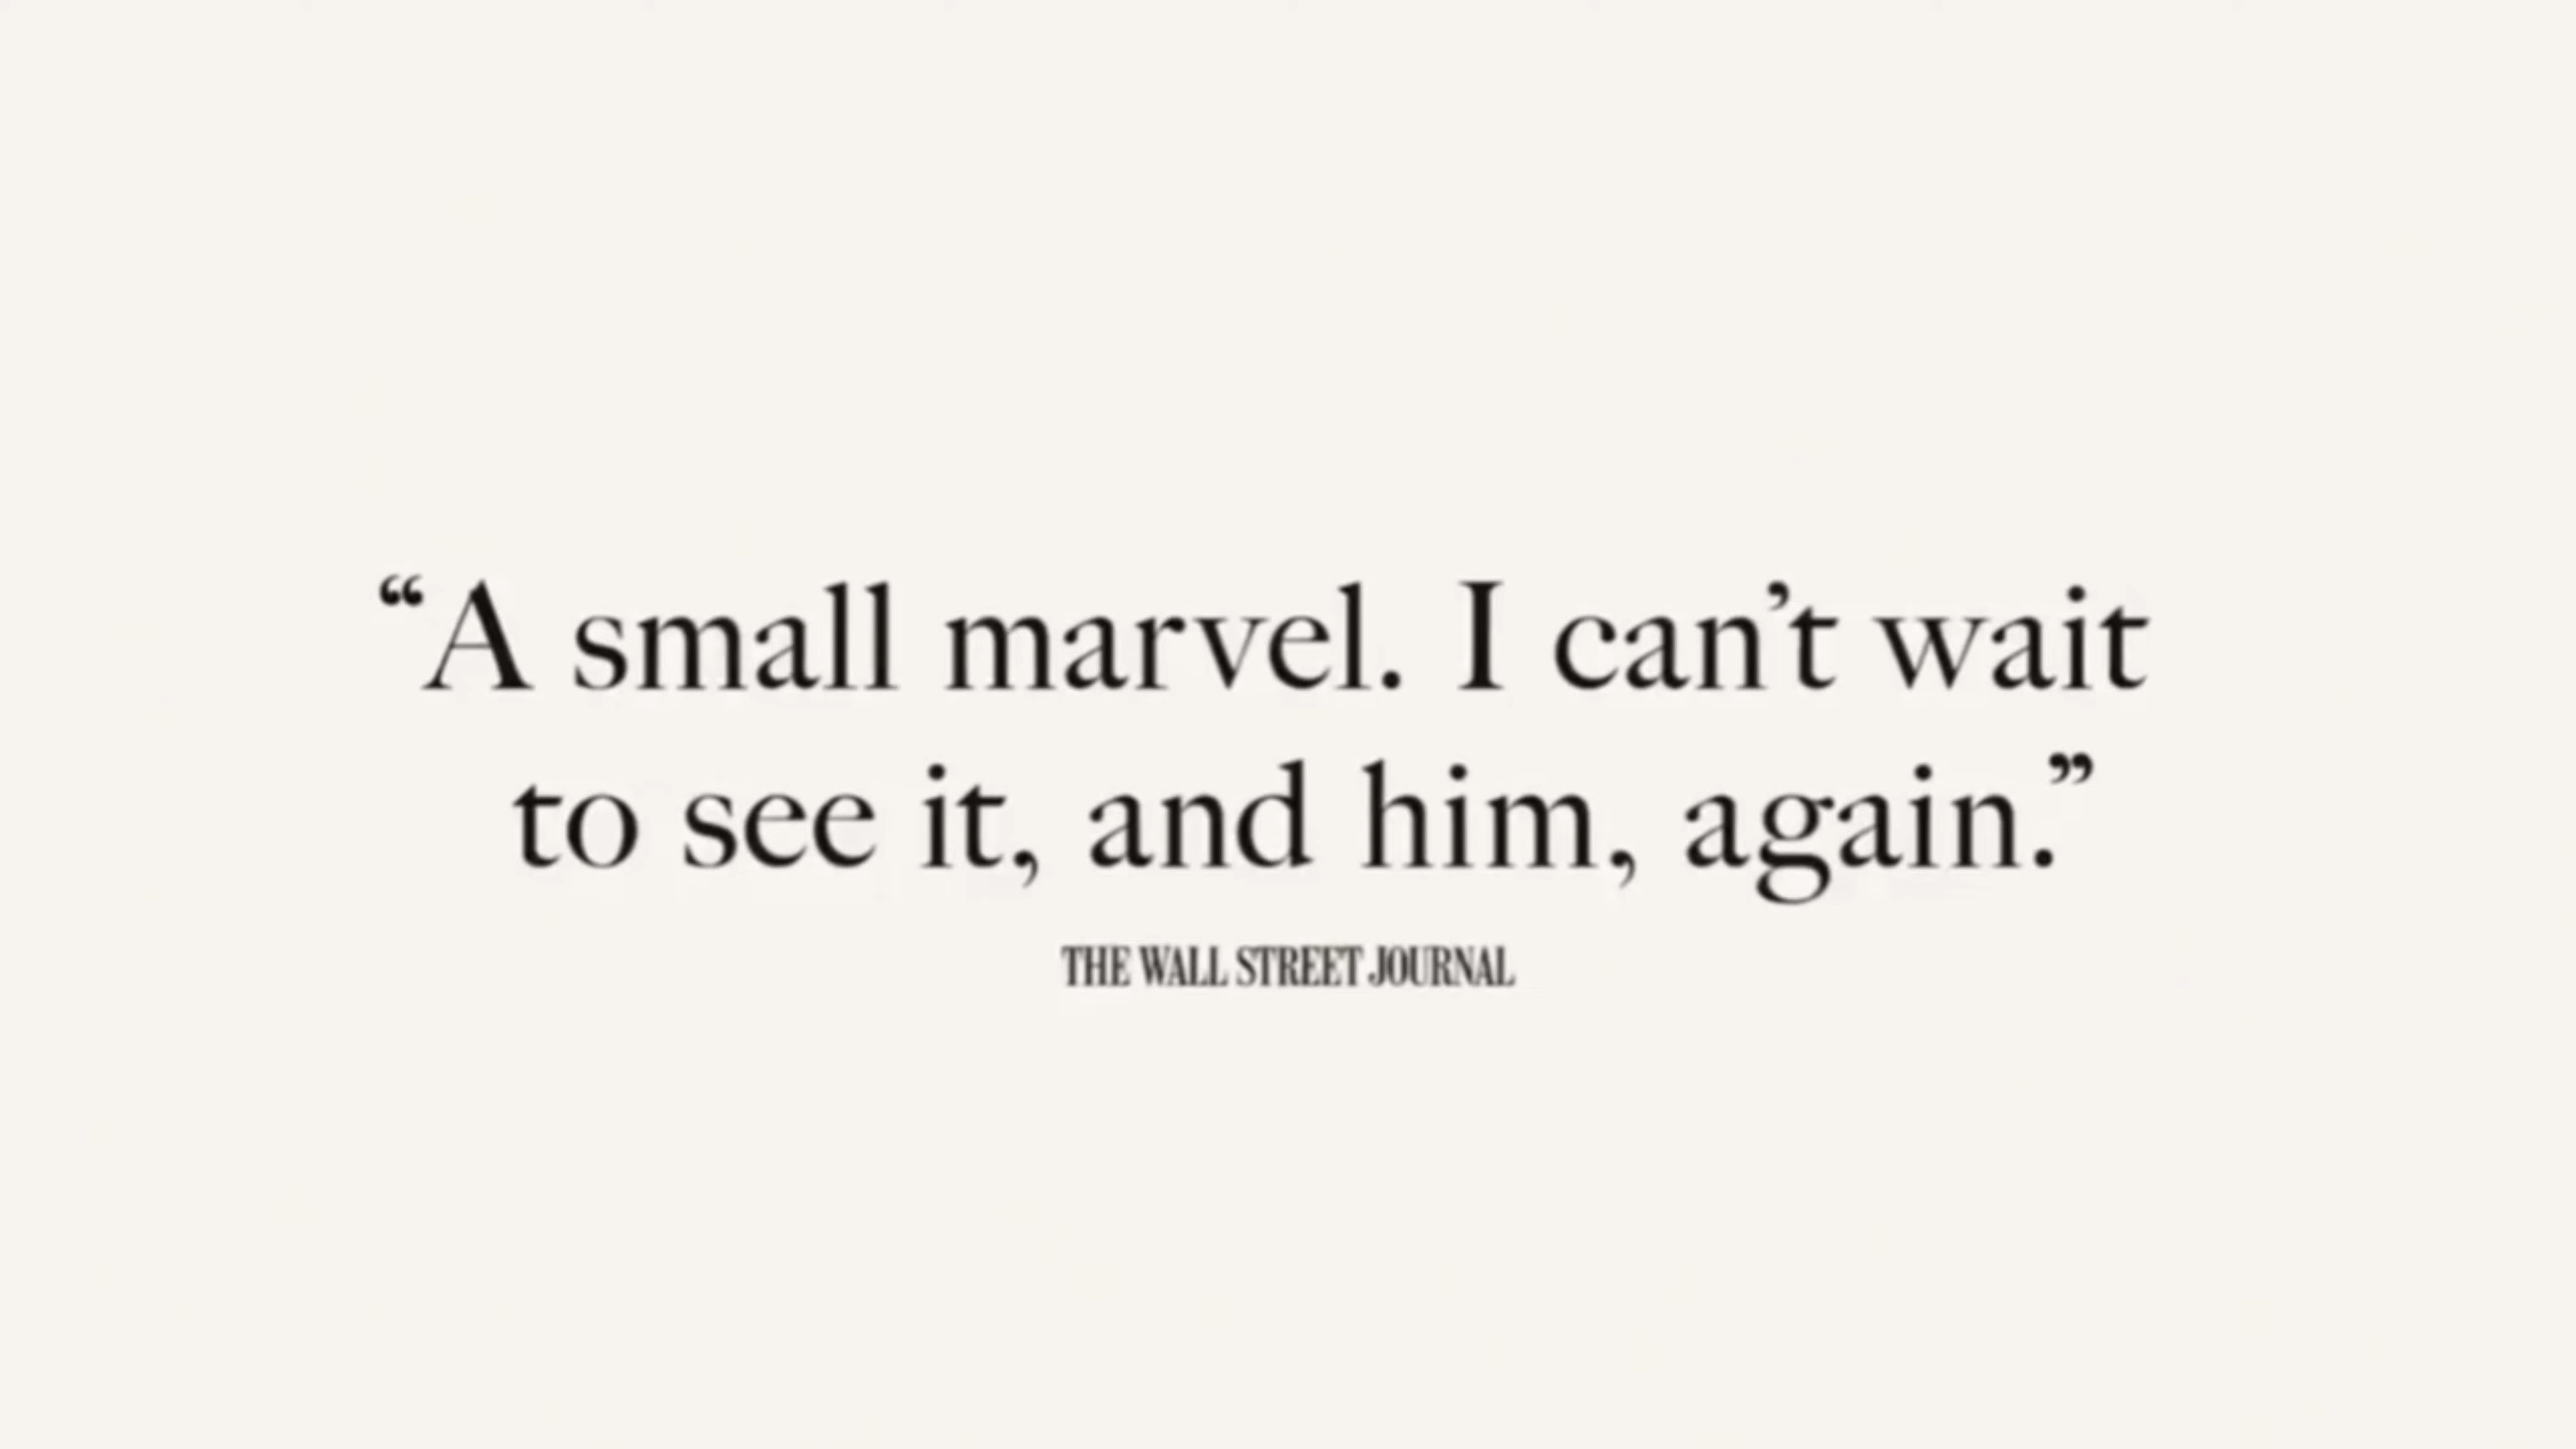 “A small marvel. I can’t wait
to see it, and him, again.”
THE WALL STREET JOURNAL